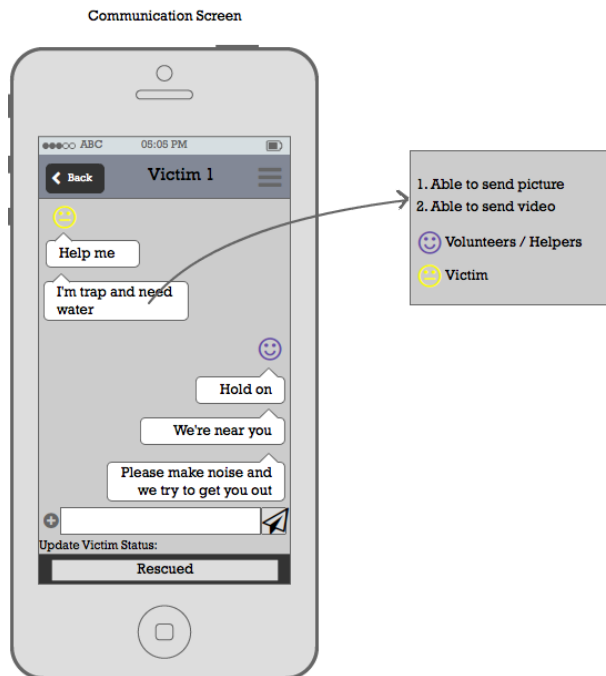 Communication Screen
ABC 05:05 PM
Back
Victim 1
Help me
I'm trap and need
water
Hold on
We're near you
Please make noise and
we try to get you out
Update Victim Status:
Rescued
1. Able to send picture
2. Able to send video
Volunteers / Helpers
Victim